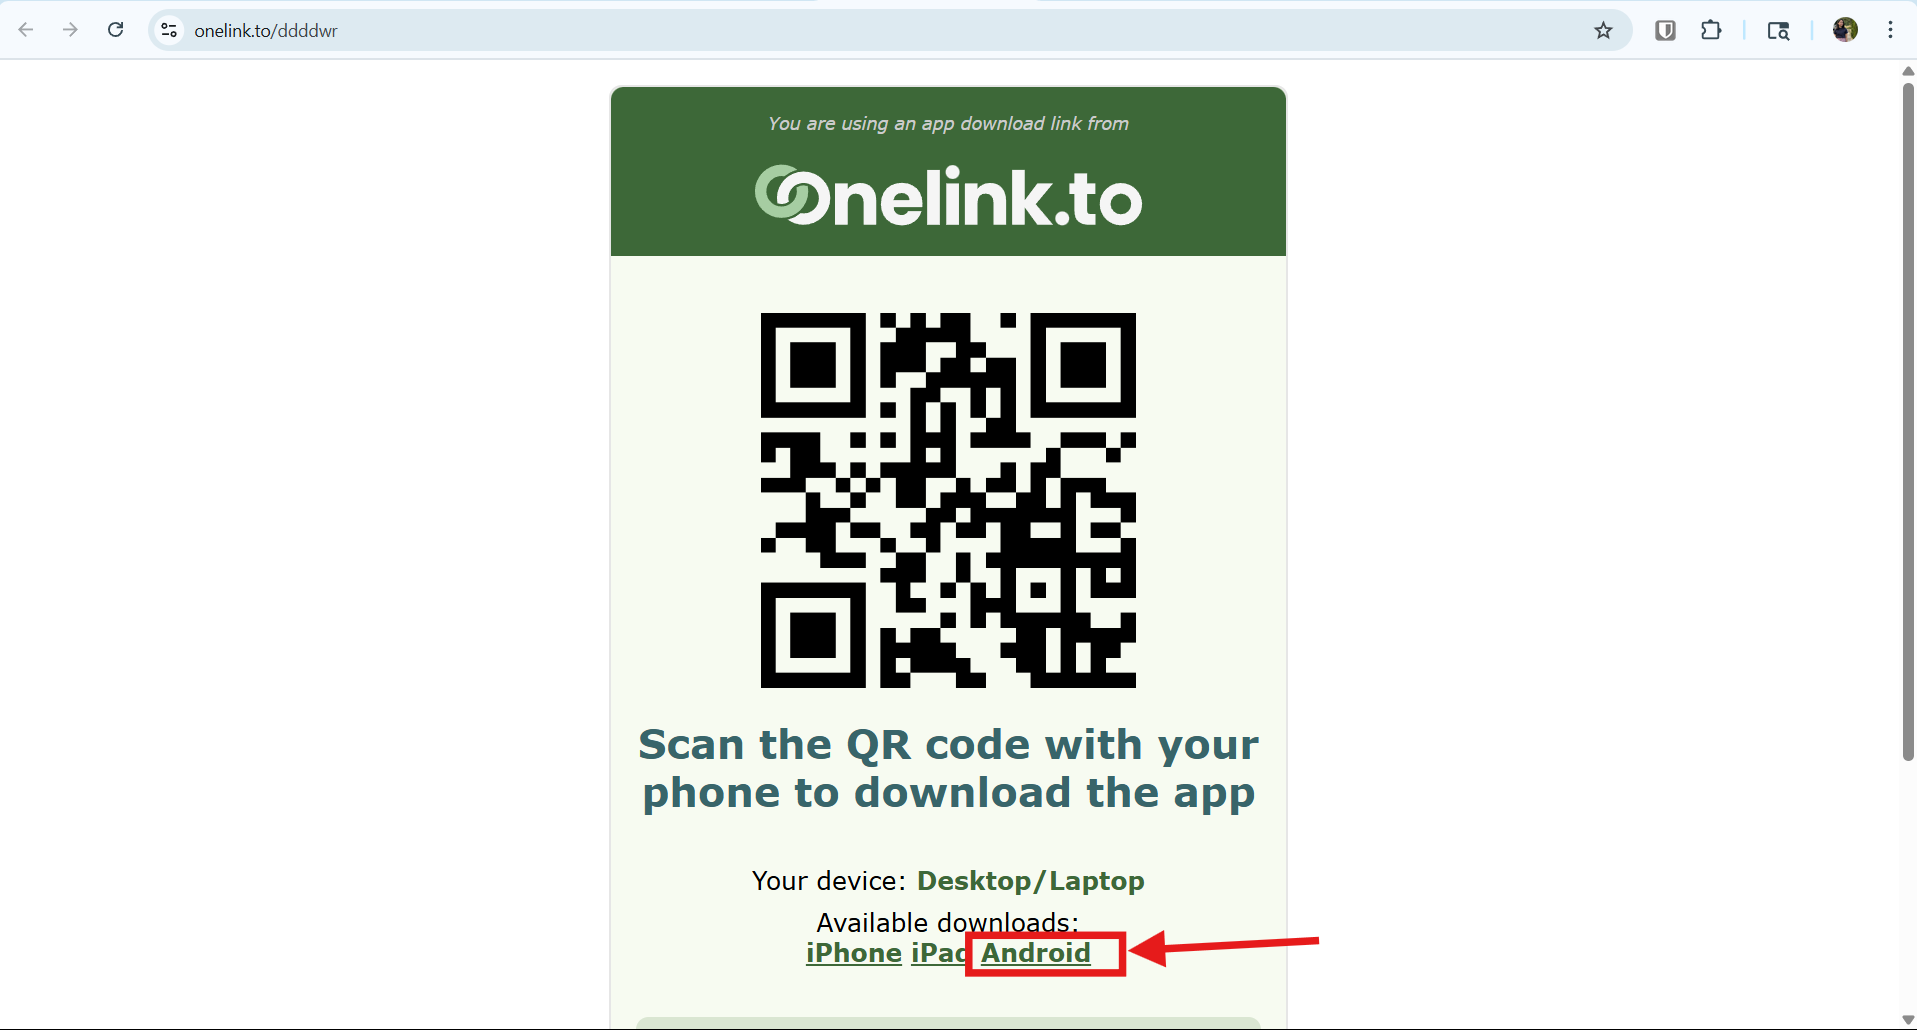 onelink.to/ddddwr
You are using an app download link from
Onelink.to
Scan the QR code with your
phone to download the app
Your device: Desktop/Laptop
Available downloads:
iPhone iPad Android